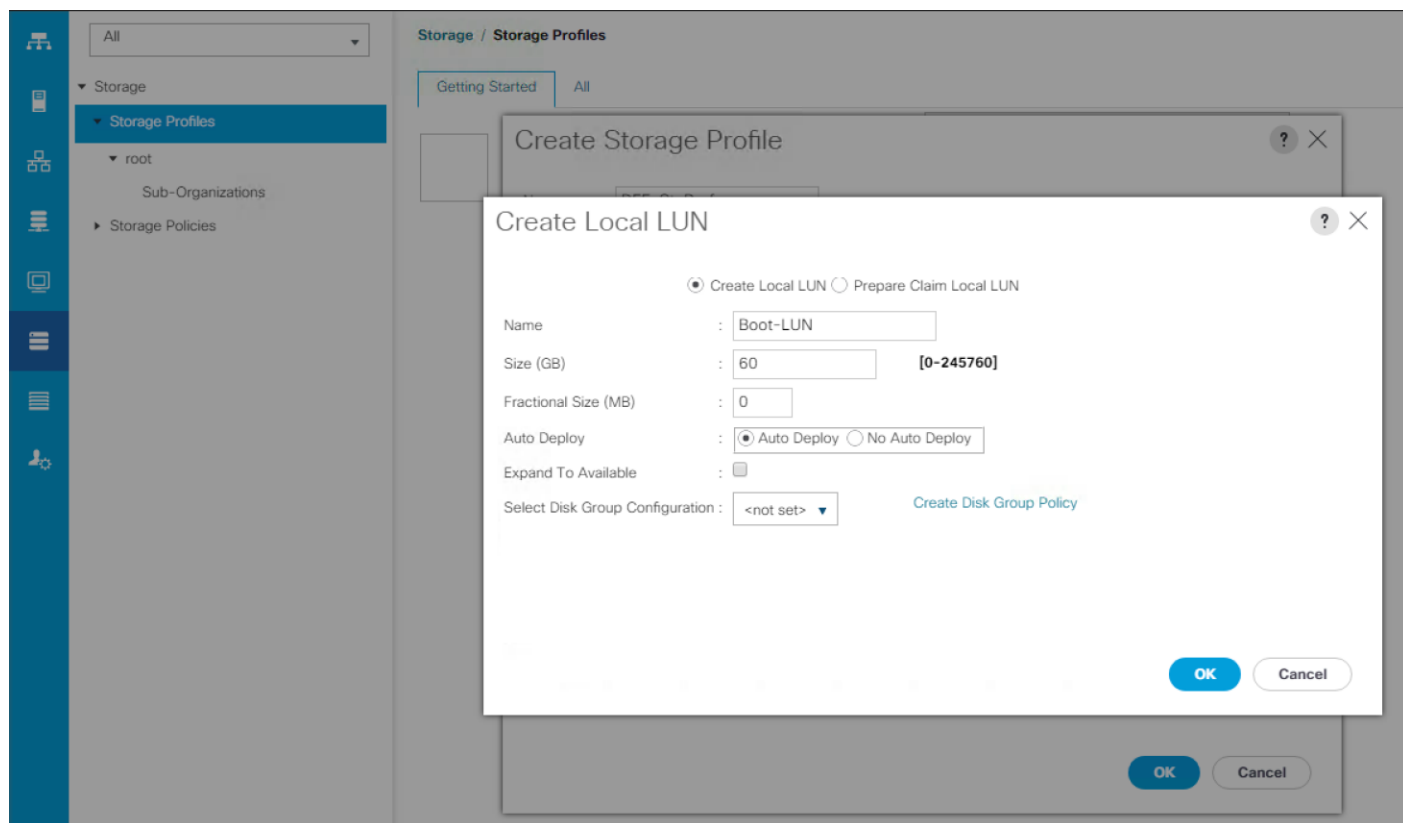 All
Storage / Storage Profiles
Storage
Getting Started
All
Storage Profiles
root
Sub-Organizations
Storage Policies
Create Storage Profile
?
Create Local LUN
?
Create Local LUN Prepare Claim Local LUN
Name : Boot-LUN
Size (GB) : 60 [0-245760]
Fractional Size (MB) : 0
Auto Deploy : Auto Deploy No Auto Deploy
Expand To Available :
Select Disk Group Configuration : <not set> Create Disk Group Policy
OK Cancel
OK Cancel